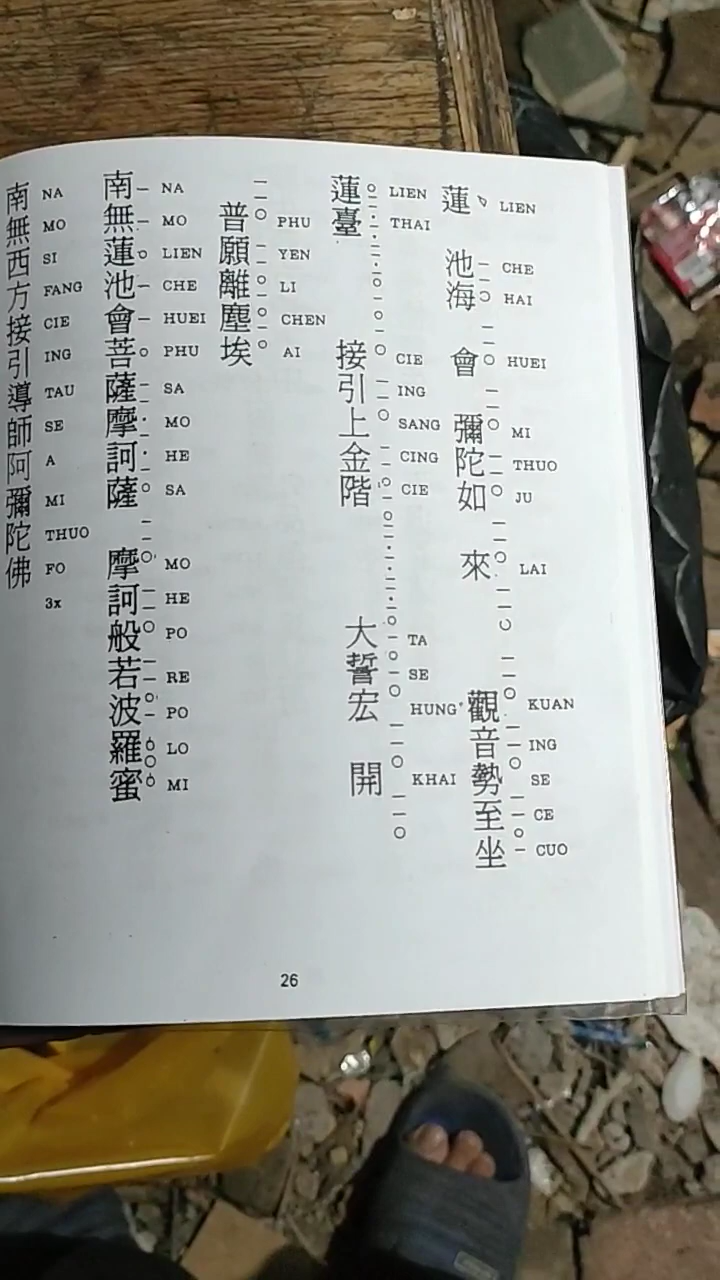 蓮池海會彌陀如來觀音勢至坐
LIEN CHE HAI HUEI MI THUO JU LAI KUAN ING SE CE CUO
蓮臺接引上金階大誓宏開
LIEN THAI CIE ING SANG CING CIE TA SE HUNG KHAI
普願離塵埃
PHU YEN LI CHEN AI
南無蓮池會菩薩摩訶薩摩訶般若波羅蜜
NA MO LIEN CHE HUEI PHU SA MO HE SA MO HE PO RE PO LO MI
南無西方接引導師阿彌陀佛
NA MO SI FANG CIE ING TAU SE A MI THUO FO 3x
26